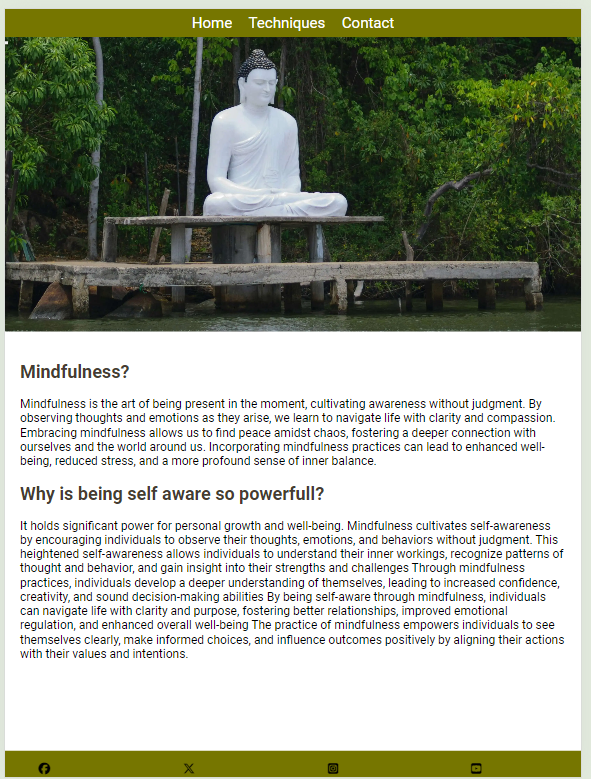 Home Techniques Contact
Mindfulness?
Mindfulness is the art of being present in the moment, cultivating awareness without judgment. By
observing thoughts and emotions as they arise, we learn to navigate life with clarity and compassion.
Embracing mindfulness allows us to find peace amidst chaos, fostering a deeper connection with
ourselves and the world around us. Incorporating mindfulness practices can lead to enhanced well-
being, reduced stress, and a more profound sense of inner balance.
Why is being self aware so powerfull?
It holds significant power for personal growth and well-being. Mindfulness cultivates self-awareness
by encouraging individuals to observe their thoughts, emotions, and behaviors without judgment. This
heightened self-awareness allows individuals to understand their inner workings, recognize patterns of
thought and behavior, and gain insight into their strengths and challenges Through mindfulness
practices, individuals develop a deeper understanding of themselves, leading to increased confidence,
creativity, and sound decision-making abilities By being self-aware through mindfulness, individuals
can navigate life with clarity and purpose, fostering better relationships, improved emotional
regulation, and enhanced overall well-being The practice of mindfulness empowers individuals to see
themselves clearly, make informed choices, and influence outcomes positively by aligning their actions
with their values and intentions.